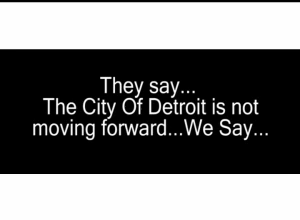 They say...
The City Of Detroit is not
moving forward...We Say...